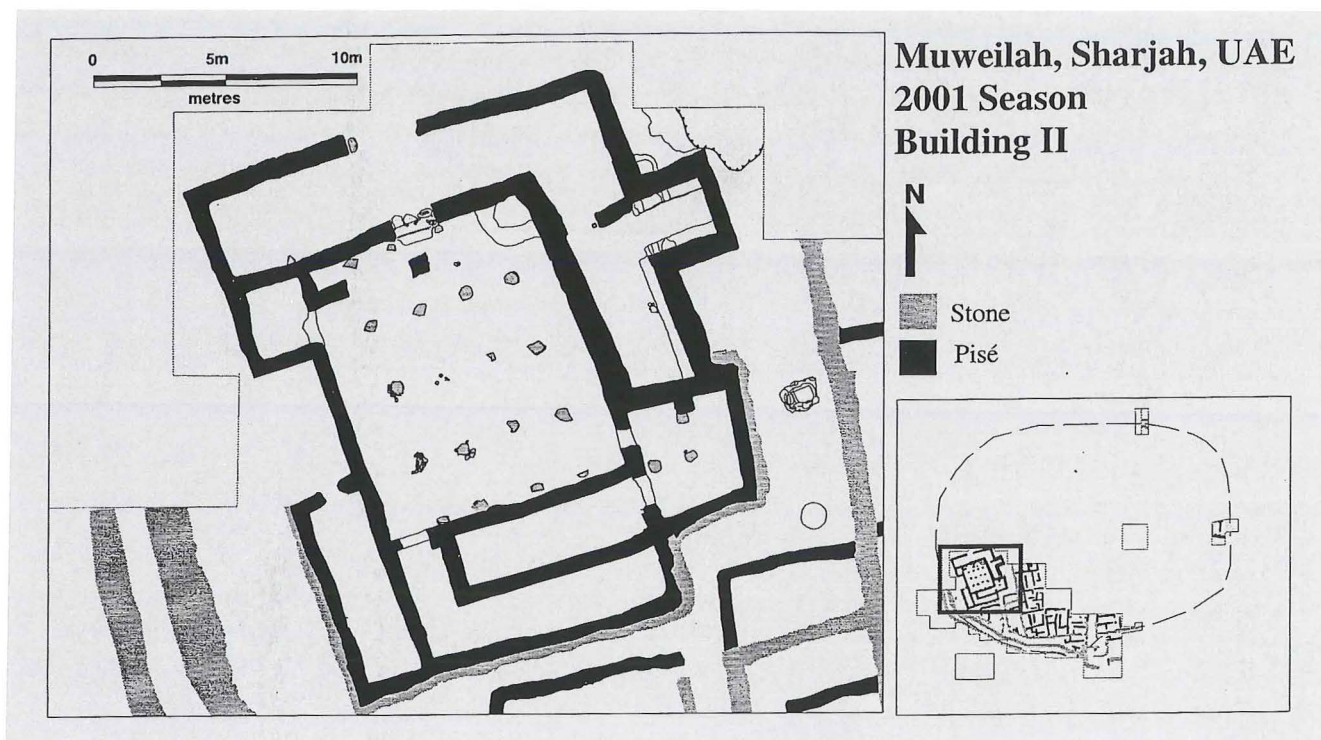 0 5m 10m
metres
Muweilah, Sharjah, UAE
2001 Season
Building II
N
Stone
Pisé